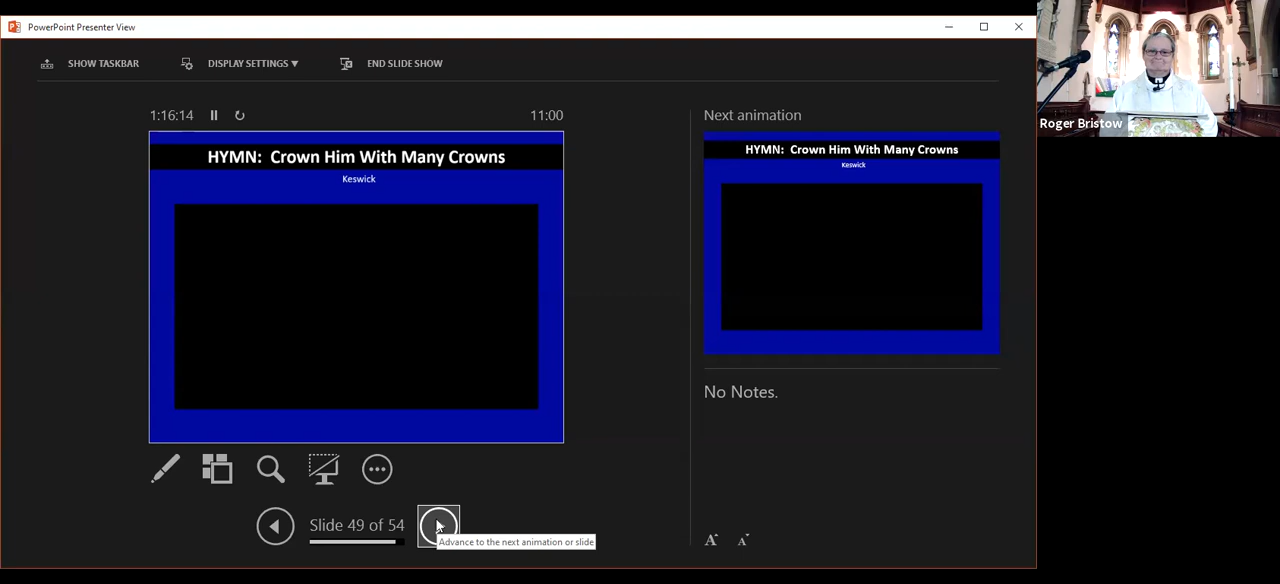 PowerPoint Presenter View
SHOW TASKBAR
DISPLAY SETTINGS ▼
END SLIDE SHOW
1:16:14
11:00
HYMN: Crown Him With Many Crowns
Keswick
Slide 49 of 54
Advance to the next animation or slide
Next animation
HYMN: Crown Him With Many Crowns
Keswick
No Notes.
A A
Roger Bristow